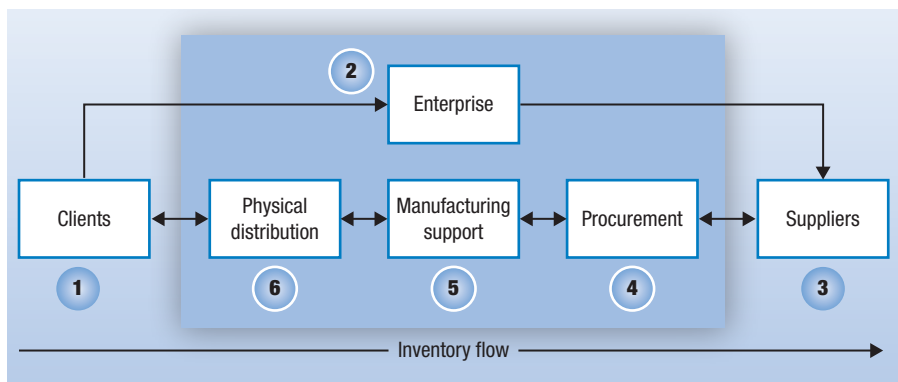 2
Enterprise
Clients
Physical
distribution
Manufacturing
support
Procurement
Suppliers
1
6
5
4
3
Inventory flow